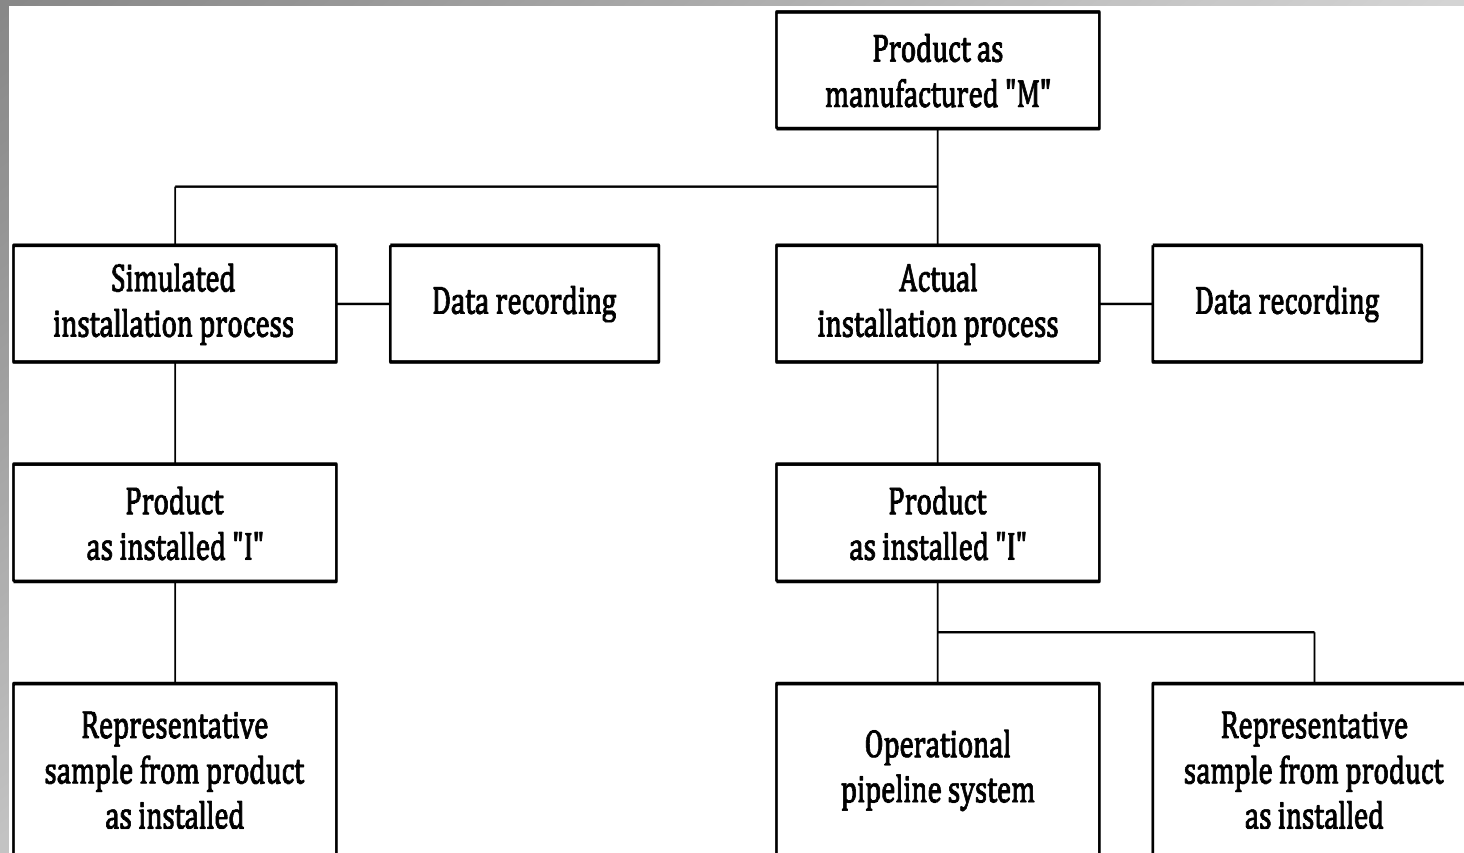 Product as
manufactured "M"
Simulated
installation process
Data recording
Actual
installation process
Data recording
Product
as installed "I"
Product
as installed "I"
Representative
sample from product
as installed
Operational
pipeline system
Representative
sample from product
as installed